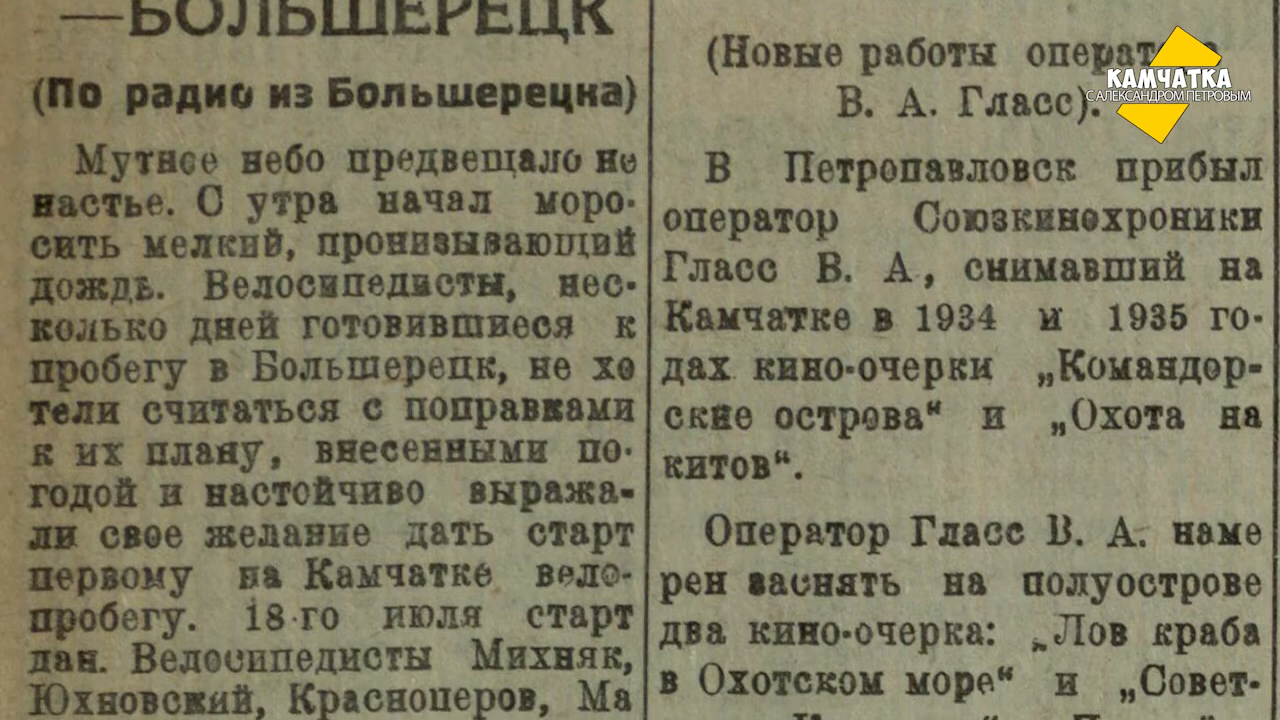 —БОЛЬШЕРЕЦК
(По радио из Большерецка)
Мутное небо предвещало не
настье. С утра начал моро-
сить мелкий, пронизывающий
дождь. Велосипедисты, нес-
колько дней готовившиеся к
пробегу в Большерецк, не хо
тели считаться с поправками
к их плану, внесенными по-
годой и настойчиво выража-
ли свое желание дать старт
первому на Камчатке вело-
пробегу. 18-го июля старт
дан. Велосипедисты Михняк,
Юхновский, Красноперов, Ма
(Новые работы оператора
В. А. Гласс).
В Петропавловск прибыл
оператор Союзкинохроники
Гласс В. А, снимавший на
Камчатке в 1934 и 1935 го-
дах кино-очерки „Командор-
ские острова“ и „Охота на
китов“.
Оператор Гласс В. А. наме
рен заснять на полуострове
два кино-очерка: „Лов краба
в Охотском море“ и „Совет-
КАМЧАТКА
С АЛЕКСАНДРОМ ПЕТРОВЫМ